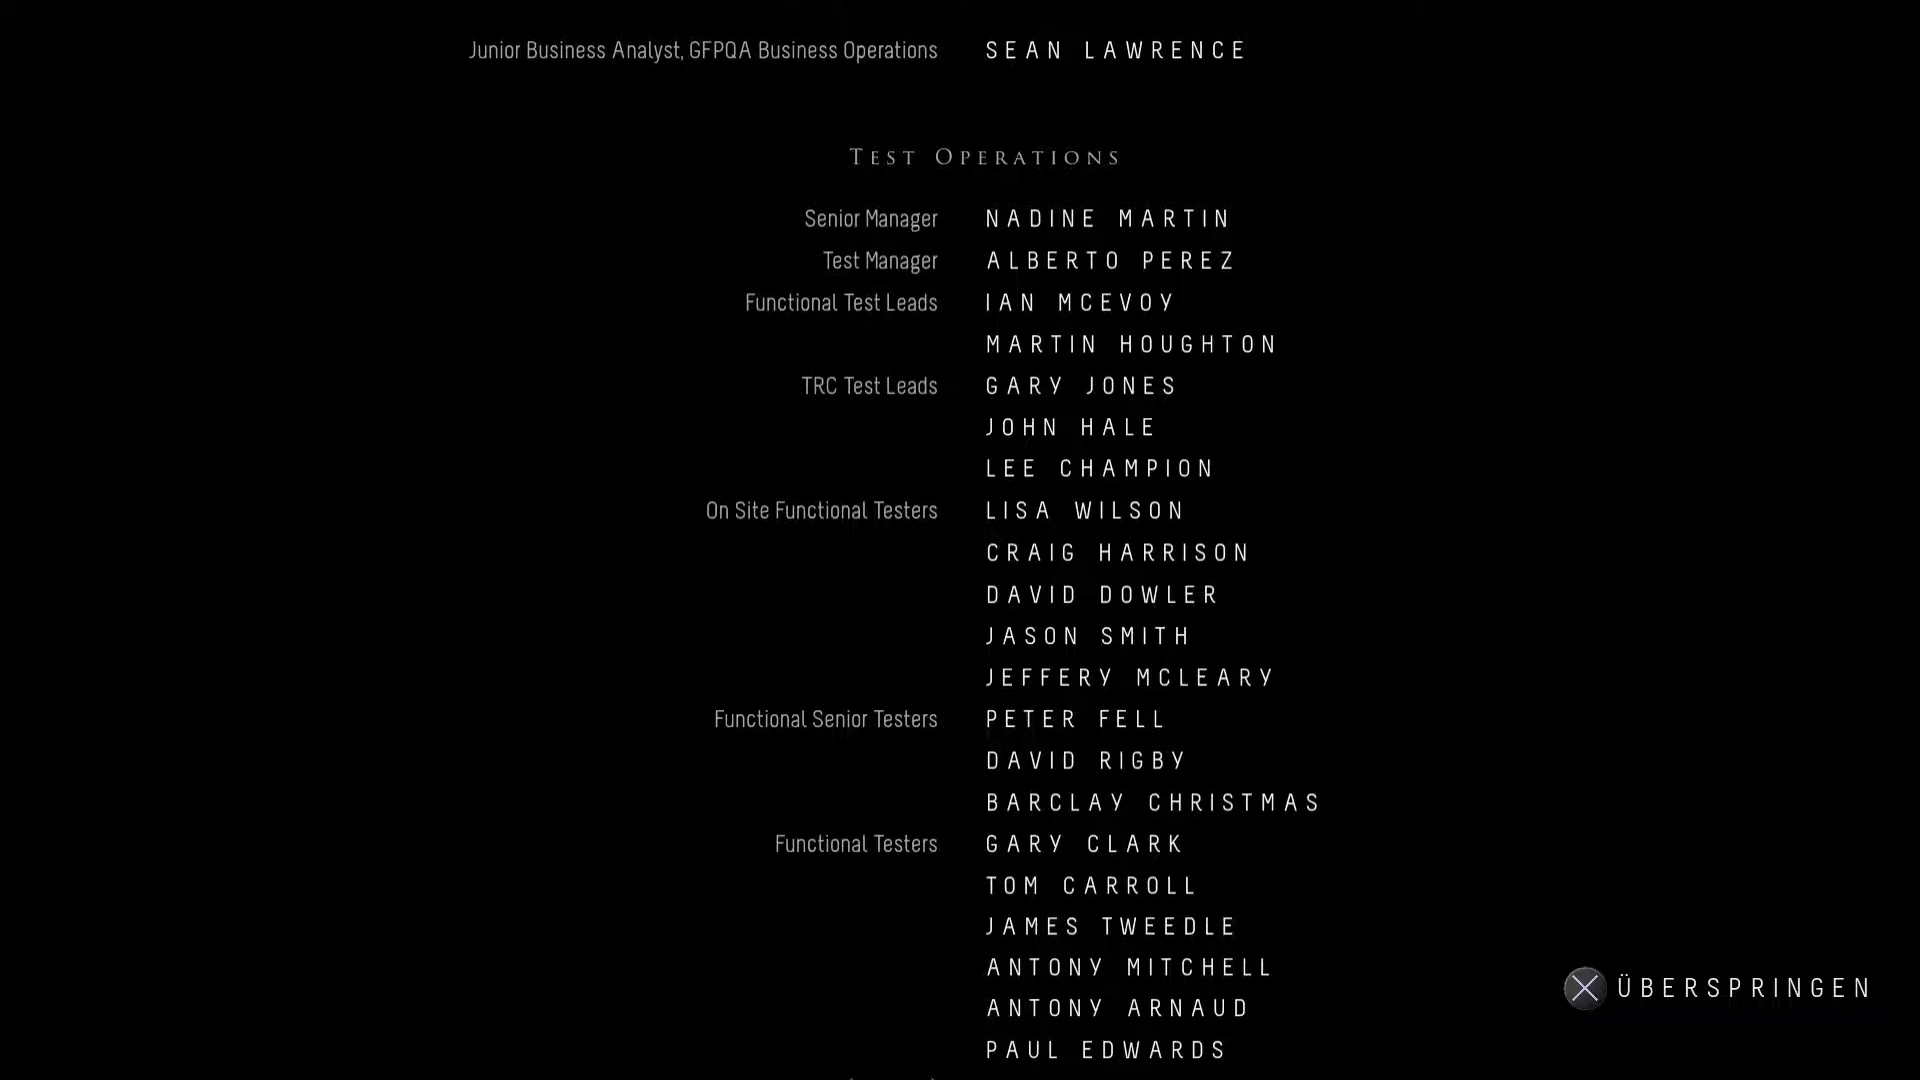 Junior Business Analyst, GFPQA Business Operations SEAN LAWRENCE
TEST OPERATIONS
Senior Manager NADINE MARTIN
Test Manager ALBERTO PEREZ
Functional Test Leads IAN MCEVOY
MARTIN HOUGHTON
TRC Test Leads GARY JONES
JOHN HALE
LEE CHAMPION
On Site Functional Testers LISA WILSON
CRAIG HARRISON
DAVID DOWLER
JASON SMITH
JEFFERY MCLEARY
Functional Senior Testers PETER FELL
DAVID RIGBY
BARCLAY CHRISTMAS
Functional Testers GARY CLARK
TOM CARROLL
JAMES TWEEDLE
ANTONY MITCHELL
ANTONY ARNAUD
PAUL EDWARDS
ÜBERSPRINGEN